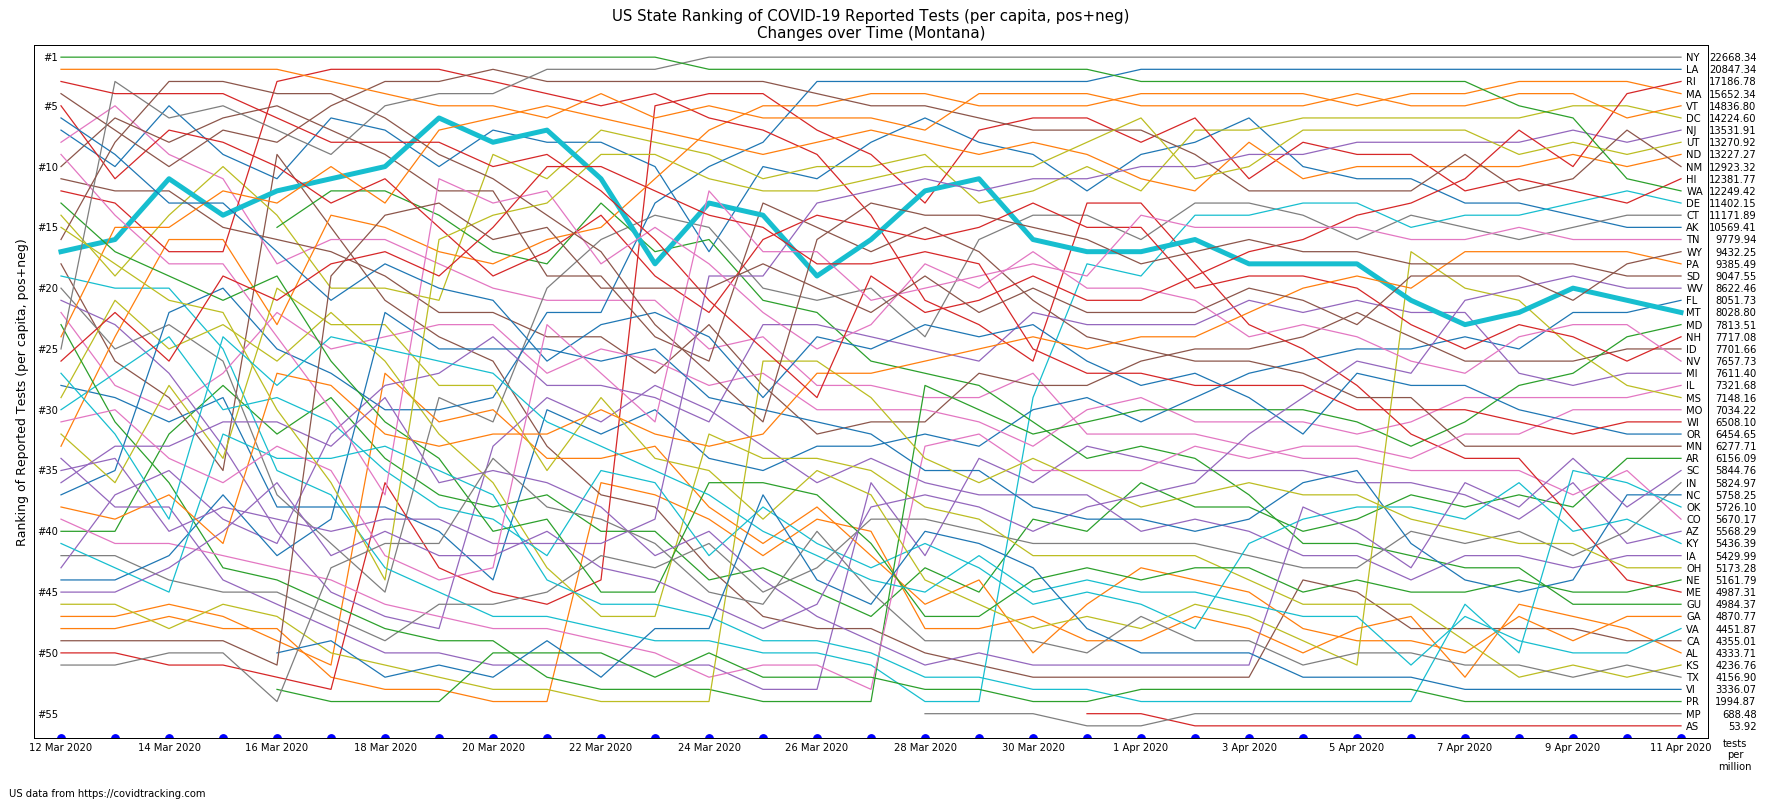 US State Ranking of COVID-19 Reported Tests (per capita, pos+neg)
Changes over Time (Montana)
Ranking of Reported Tests (per capita, pos+neg)
#1
#5
#10
#15
#20
#25
#30
#35
#40
#45
#50
#55
NY 22668.34
LA 20847.34
RI 17186.78
MA 15652.34
VT 14836.80
DC 14224.60
NJ 13531.91
UT 13270.92
ND 13227.27
NM 12923.32
HI 12381.77
WA 12249.42
DE 11402.15
CT 11171.89
AK 10569.41
TN 9779.94
WY 9432.25
PA 9385.49
SD 9047.55
WV 8622.46
FL 8051.73
MT 8028.80
MD 7813.51
NH 7717.08
ID 7701.66
NV 7657.73
MI 7611.40
IL 7321.68
MS 7148.16
MO 7034.22
WI 6508.10
OR 6454.65
MN 6277.71
AR 6156.09
SC 5844.76
IN 5824.97
NC 5758.25
OK 5726.10
CO 5670.17
AZ 5568.29
KY 5436.39
IA 5429.99
OH 5173.28
NE 5161.79
ME 4987.31
GU 4984.37
GA 4870.77
VA 4451.87
CA 4355.01
AL 4333.71
KS 4236.76
TX 4156.90
VI 3336.07
PR 1994.87
MP 688.48
AS 53.92
12 Mar 2020 14 Mar 2020 16 Mar 2020 18 Mar 2020 20 Mar 2020 22 Mar 2020 24 Mar 2020 26 Mar 2020 28 Mar 2020 30 Mar 2020 1 Apr 2020 3 Apr 2020 5 Apr 2020 7 Apr 2020 9 Apr 2020 11 Apr 2020
tests
per
million
US data from https://covidtracking.com